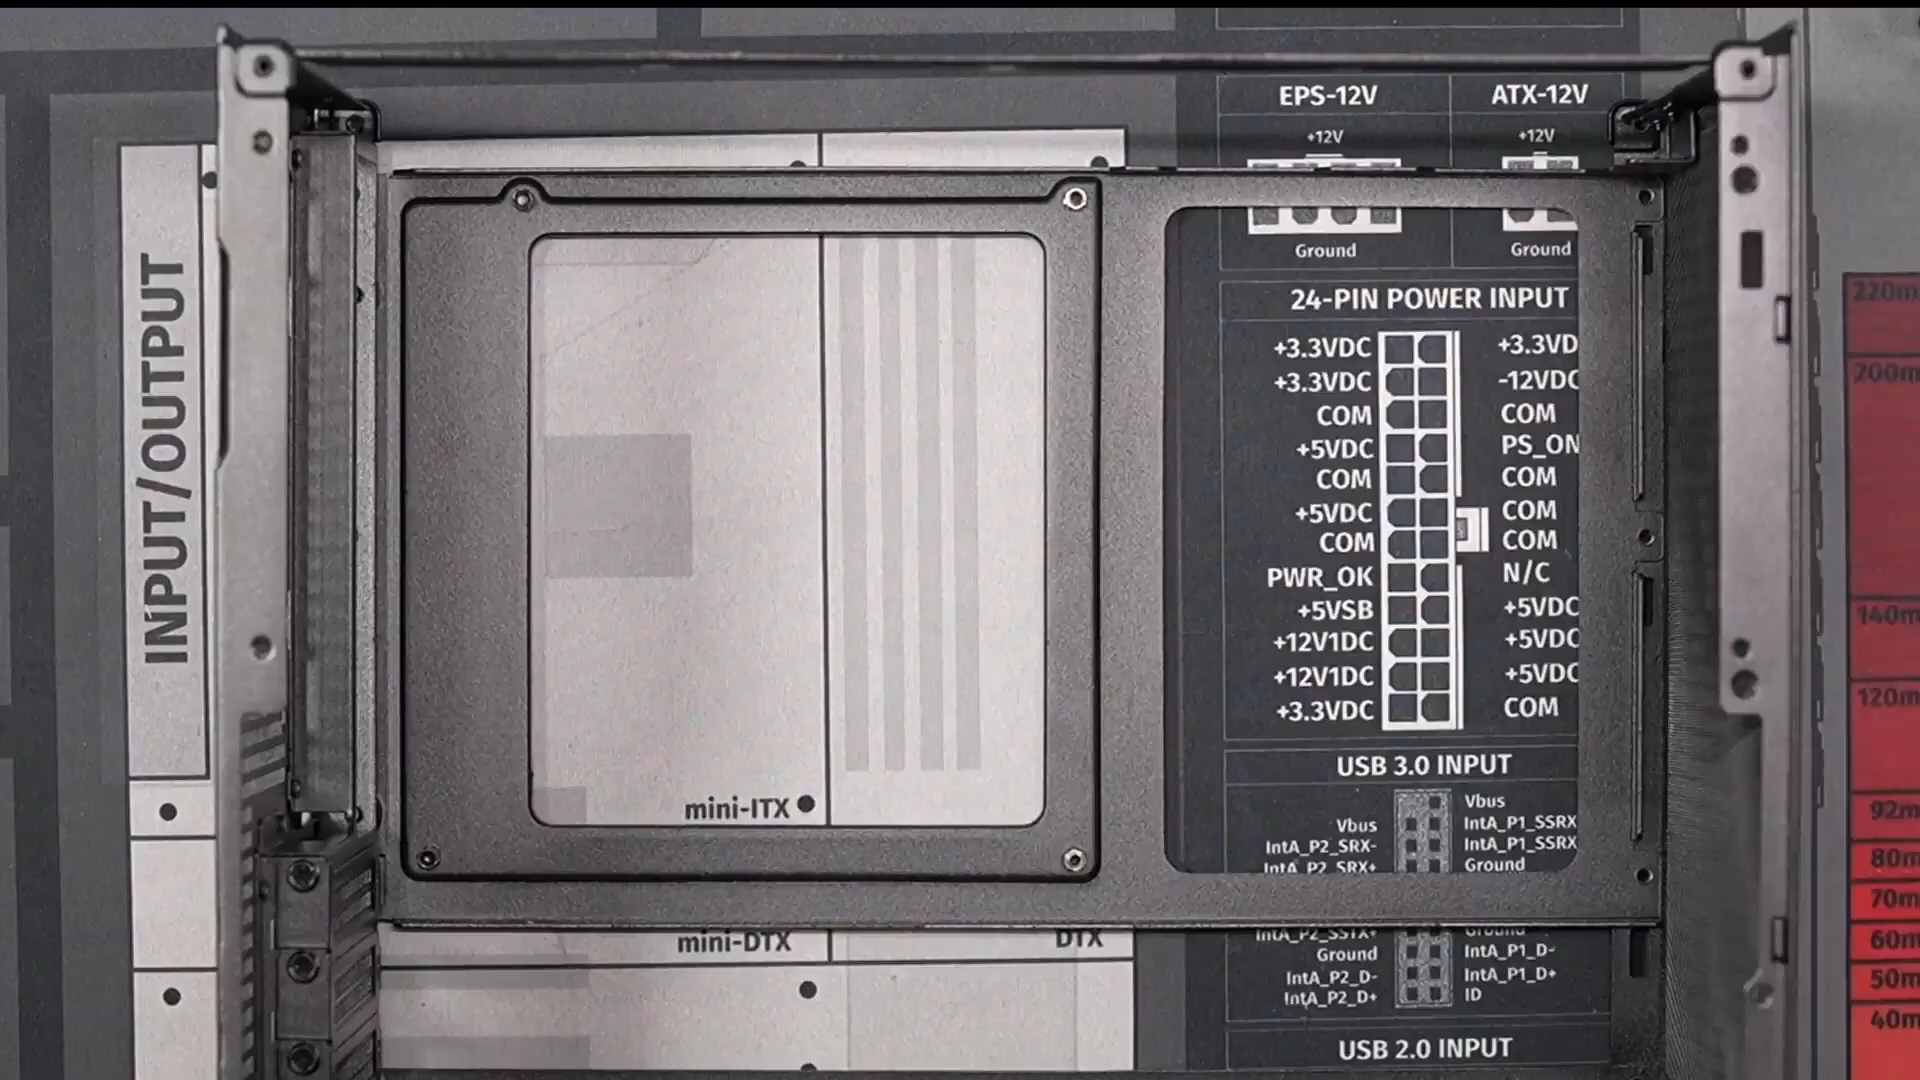 EPS-12V
ATX-12V
+12V
+12V
Ground
Ground
INPUT/OUTPUT
24-PIN POWER INPUT
+3.3VDC
+3.3VD
+3.3VDC
-12VDC
COM
COM
+5VDC
PS_ON
COM
COM
+5VDC
COM
COM
COM
PWR_OK
N/C
+5VSB
+5VDC
+12V1DC
+5VDC
+12V1DC
+5VDC
+3.3VDC
COM
USB 3.0 INPUT
Vbus
Vbus
IntA_P1_SSRX
IntA_P2_SRX-
IntA_P1_SSRX
IntA_P2_SRX+
Ground
mini-ITX
mini-DTX
DTX
IntA_P2_SSTX+
Ground
Ground
IntA_P1_D-
IntA_P2_D-
IntA_P1_D+
IntA_P2_D+
ID
USB 2.0 INPUT
220m
200m
140m
120m
92m
80m
70m
60m
50m
40m